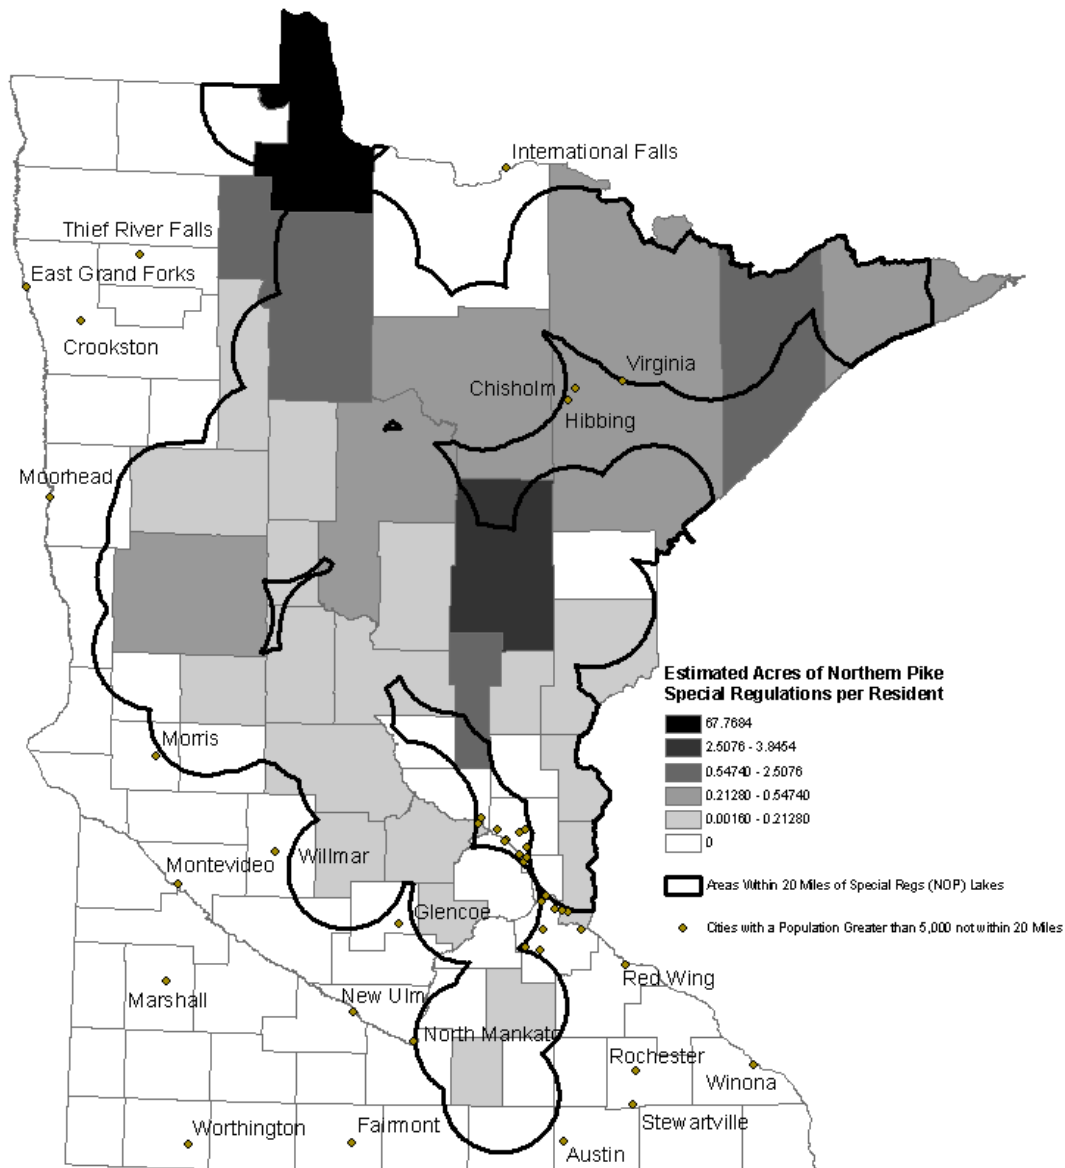 International Falls
Thief River Falls
East Grand Forks
Crookston
Virginia
Chisholm
Hibbing
Moorhead
Estimated Acres of Northern Pike
Special Regulations per Resident
67.7684
2.5076 - 3.8454
0.54740 - 2.5076
0.21280 - 0.54740
0.00160 - 0.21280
0
Areas Within 20 Miles of Special Regs (NOP) Lakes
Cities with a Population Greater than 5,000 not within 20 Miles
Morris
Willmar
Montevideo
Glencoe
Red Wing
Marshall
New Ulm
North Mankato
Rochester
Winona
Stewartville
Worthington
Fairmont
Austin